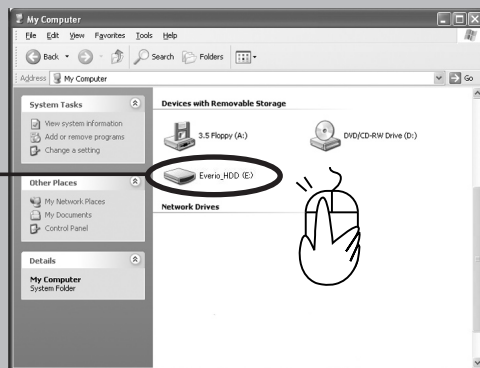 My Computer
File Edit View Favorites Tools Help
Back Search Folders
Address My Computer Go
System Tasks
View system information
Add or remove programs
Change a setting
Other Places
My Network Places
My Documents
Control Panel
Details
My Computer
System Folder
Devices with Removable Storage
3.5 Floppy (A:)
DVD/CD-RW Drive (D:)
Everio_HDD (E:)
Network Drives